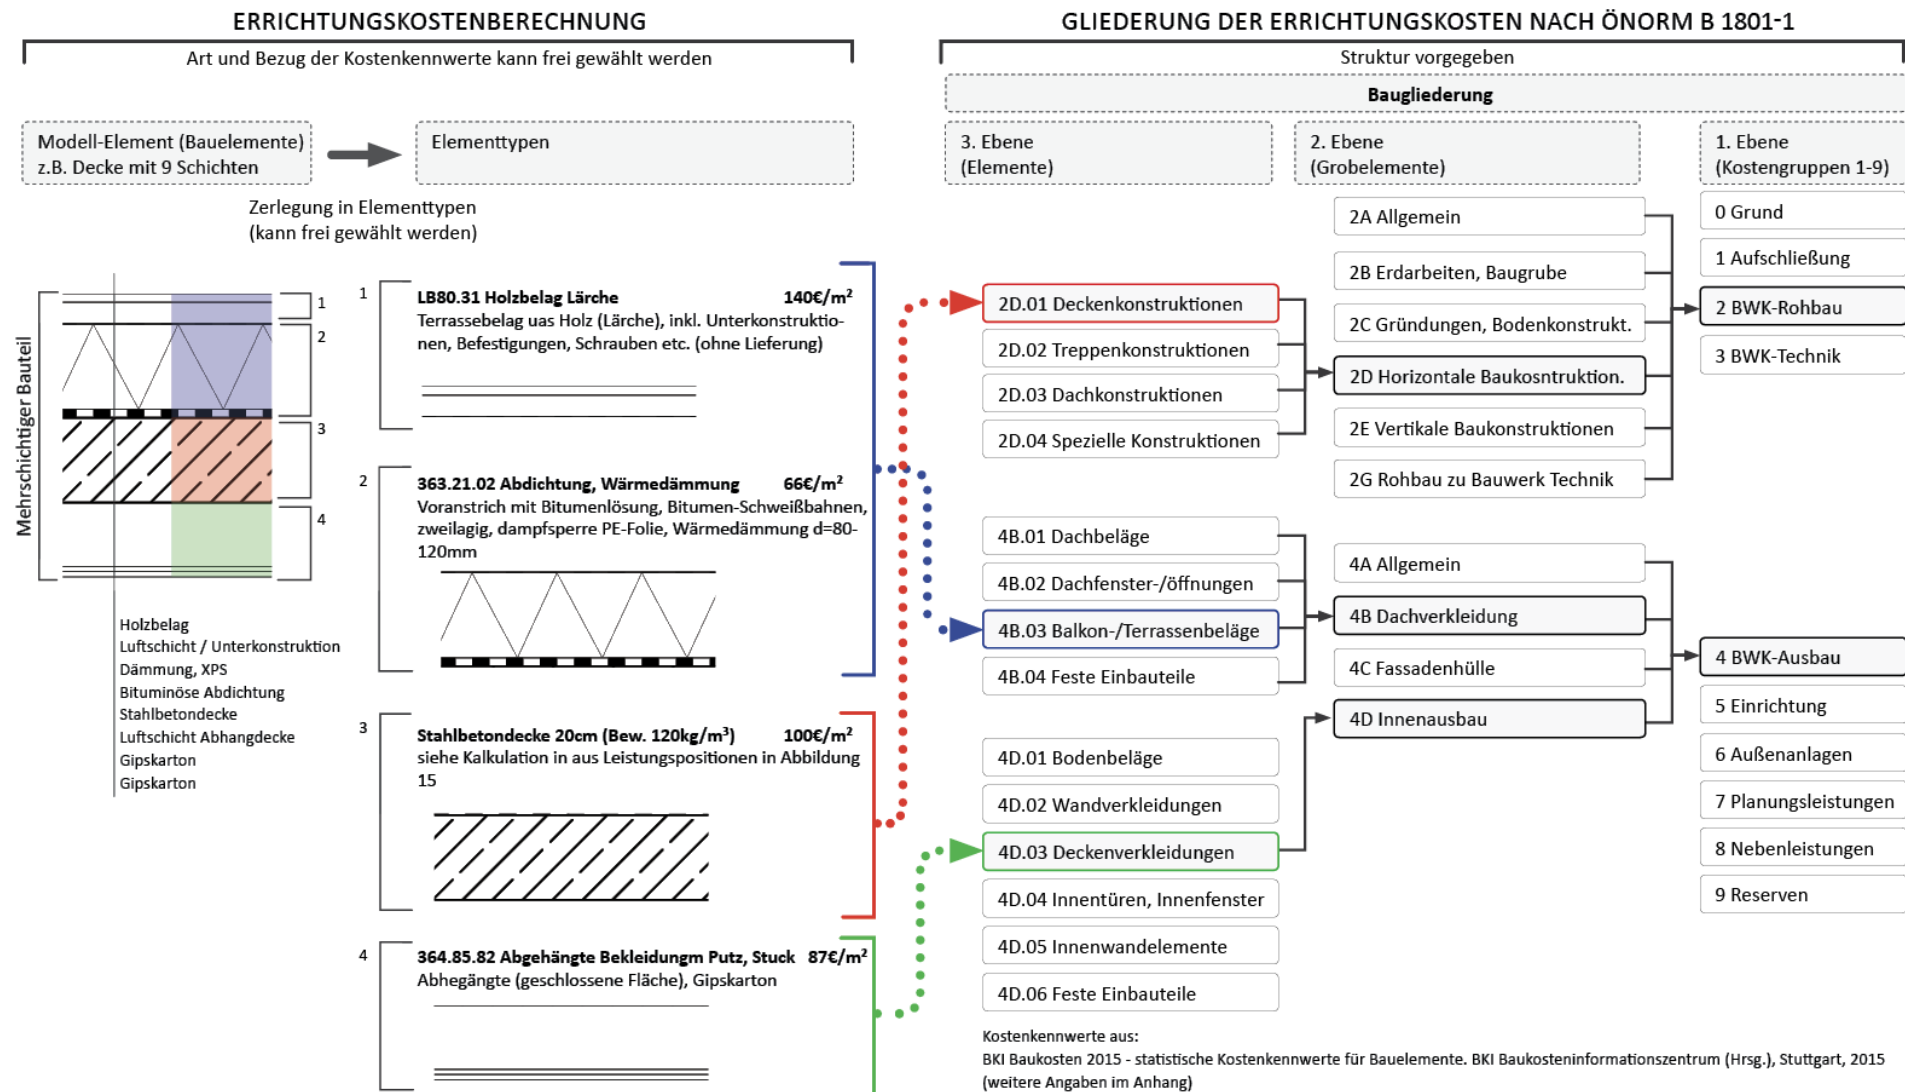 ERRICHTUNGSKOSTENBERECHNUNG
Art und Bezug der Kostenkennwerte kann frei gewählt werden
Modell-Element (Bauelemente)
z.B. Decke mit 9 Schichten
Elementtypen
Zerlegung in Elementtypen
(kann frei gewählt werden)
Mehrschichtiger Bauteil
1
2
3
4
Holzbelag
Luftschicht / Unterkonstruktion
Dämmung, XPS
Bituminöse Abdichtung
Stahlbetondecke
Luftschicht Abhangdecke
Gipskarton
Gipskarton
1
LB80.31 Holzbelag Lärche 140€/m²
Terrassebelag uas Holz (Lärche), inkl. Unterkonstruktio-
nen, Befestigungen, Schrauben etc. (ohne Lieferung)
2
363.21.02 Abdichtung, Wärmedämmung 66€/m²
Voranstrich mit Bitumenlösung, Bitumen-Schweißbahnen,
zweilagig, dampfsperre PE-Folie, Wärmedämmung d=80-
120mm
3
Stahlbetondecke 20cm (Bew. 120kg/m³) 100€/m²
siehe Kalkulation in aus Leistungspositionen in Abbildung
15
4
364.85.82 Abgehängte Bekleidungm Putz, Stuck 87€/m²
Abhegängte (geschlossene Fläche), Gipskarton
GLIEDERUNG DER ERRICHTUNGSKOSTEN NACH ÖNORM B 1801-1
Struktur vorgegeben
Baugliederung
3. Ebene
(Elemente)
2. Ebene
(Grobelemente)
1. Ebene
(Kostengruppen 1-9)
2D.01 Deckenkonstruktionen
2D.02 Treppenkonstruktionen
2D.03 Dachkonstruktionen
2D.04 Spezielle Konstruktionen
4B.01 Dachbeläge
4B.02 Dachfenster-/öffnungen
4B.03 Balkon-/Terrassenbeläge
4B.04 Feste Einbauteile
4D.01 Bodenbeläge
4D.02 Wandverkleidungen
4D.03 Deckenverkleidungen
4D.04 Innentüren, Innenfenster
4D.05 Innenwandelemente
4D.06 Feste Einbauteile
2A Allgemein
2B Erdarbeiten, Baugrube
2C Gründungen, Bodenkonstrukt.
2D Horizontale Baukosntruktion.
2E Vertikale Baukonstruktionen
2G Rohbau zu Bauwerk Technik
4A Allgemein
4B Dachverkleidung
4C Fassadenhülle
4D Innenausbau
0 Grund
1 Aufschließung
2 BWK-Rohbau
3 BWK-Technik
4 BWK-Ausbau
5 Einrichtung
6 Außenanlagen
7 Planungsleistungen
8 Nebenleistungen
9 Reserven
Kostenkennwerte aus:
BKI Baukosten 2015 - statistische Kostenkennwerte für Bauelemente. BKI Baukosteninformationszentrum (Hrsg.), Stuttgart, 2015
(weitere Angaben im Anhang)